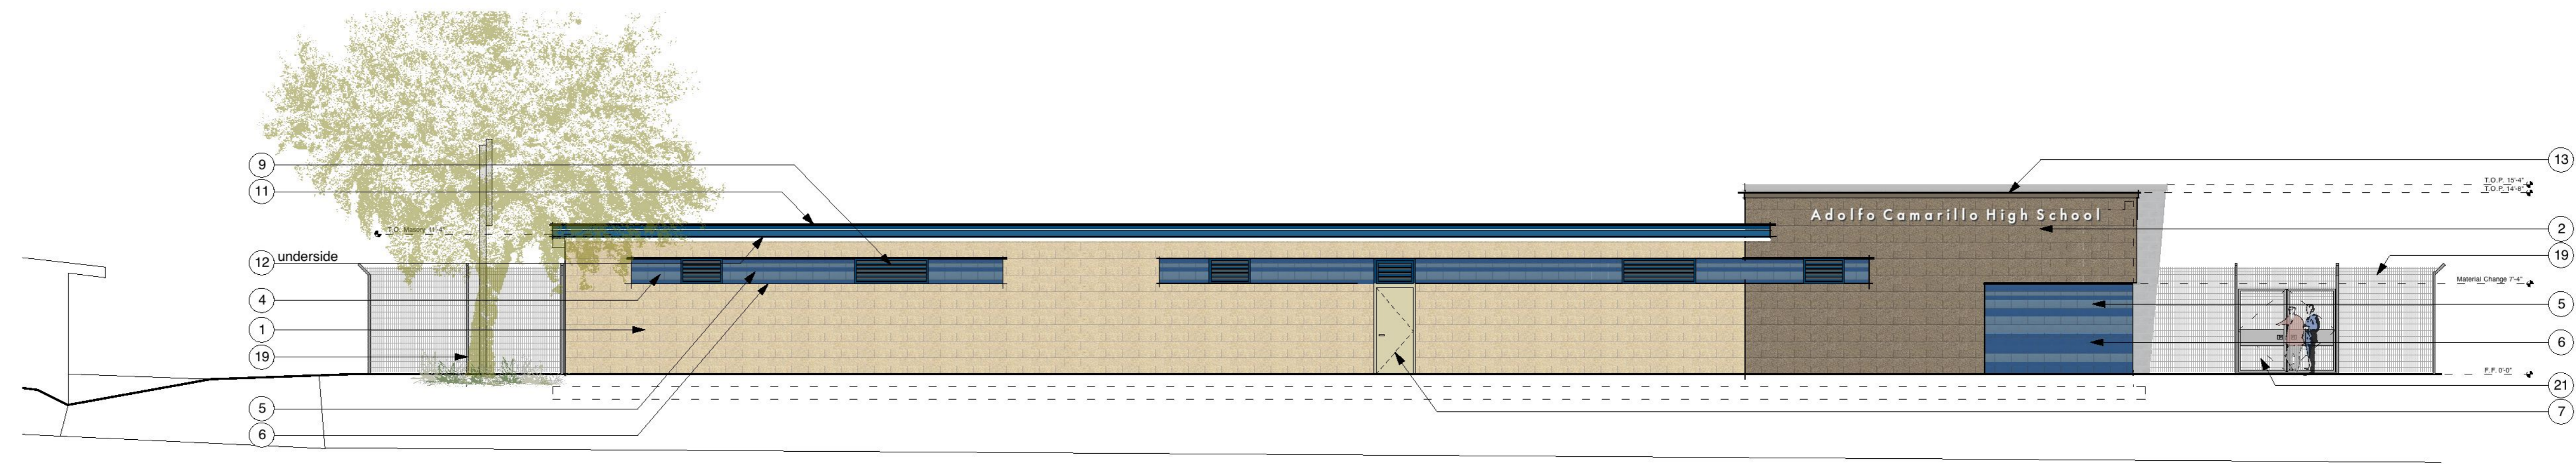 9
11
T.O. Masory 11'-4"
12 underside
4
1
19
5
6
Adolfo Camarillo High School
13
T.O.P. 15'-4"
T.O.P. 14'-8"
2
19
Material Change 7'-4"
5
6
F.F. 0'-0"
21
7